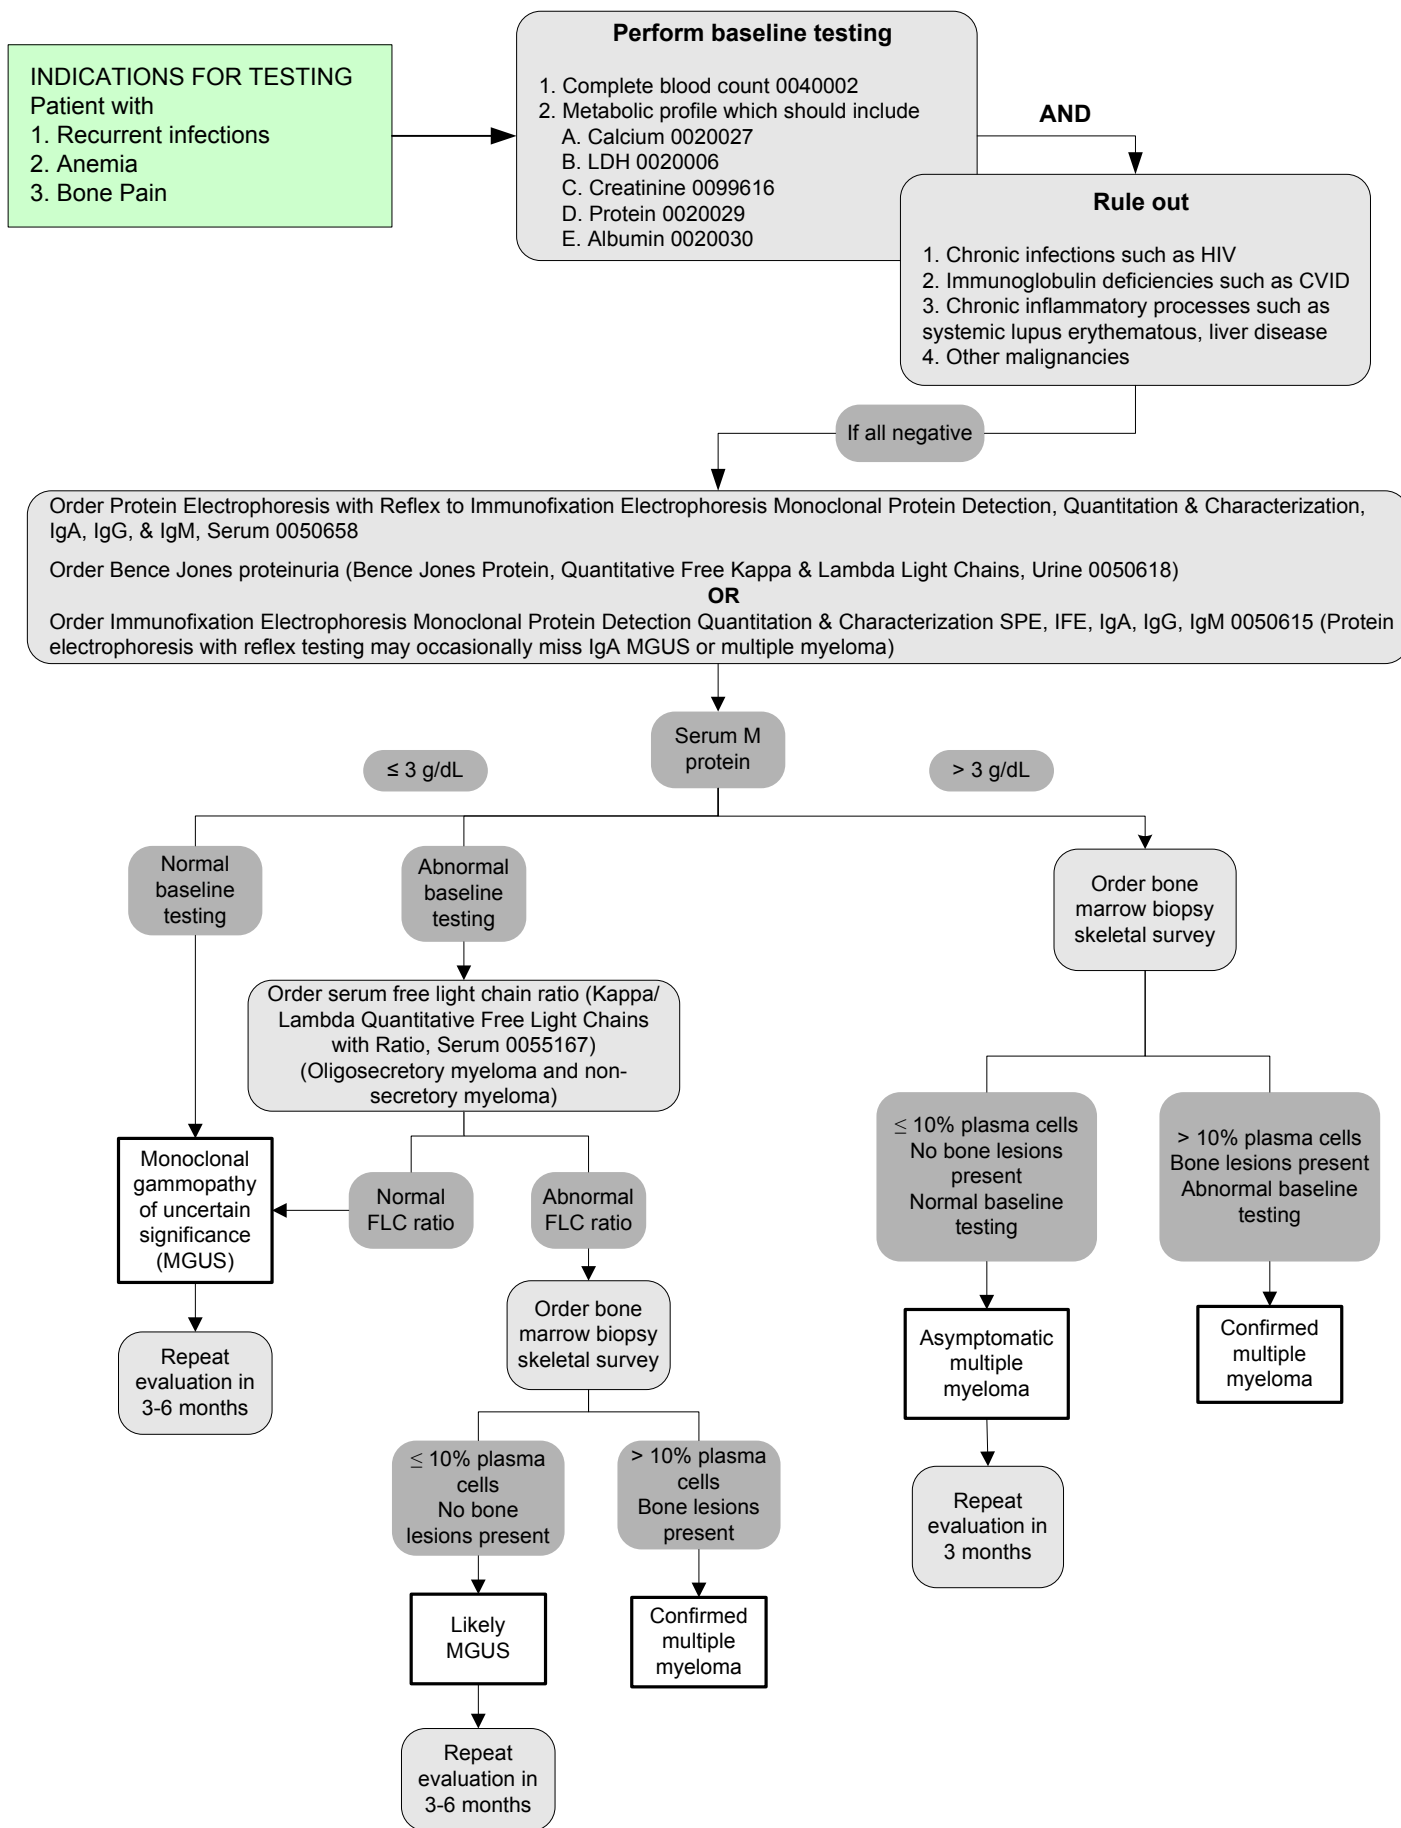 INDICATIONS FOR TESTING
Patient with
1. Recurrent infections
2. Anemia
3. Bone Pain
Perform baseline testing
1. Complete blood count 0040002
2. Metabolic profile which should include
A. Calcium 0020027
B. LDH 0020006
C. Creatinine 0099616
D. Protein 0020029
E. Albumin 0020030
AND
Rule out
1. Chronic infections such as HIV
2. Immunoglobulin deficiencies such as CVID
3. Chronic inflammatory processes such as
systemic lupus erythematous, liver disease
4. Other malignancies
If all negative
Order Protein Electrophoresis with Reflex to Immunofixation Electrophoresis Monoclonal Protein Detection, Quantitation & Characterization,
IgA, IgG, & IgM, Serum 0050658
Order Bence Jones proteinuria (Bence Jones Protein, Quantitative Free Kappa & Lambda Light Chains, Urine 0050618)
OR
Order Immunofixation Electrophoresis Monoclonal Protein Detection Quantitation & Characterization SPE, IFE, IgA, IgG, IgM 0050615 (Protein
electrophoresis with reflex testing may occasionally miss IgA MGUS or multiple myeloma)
Serum M
protein
≤ 3 g/dL
> 3 g/dL
Normal
baseline
testing
Abnormal
baseline
testing
Order bone
marrow biopsy
skeletal survey
Order serum free light chain ratio (Kappa/
Lambda Quantitative Free Light Chains
with Ratio, Serum 0055167)
(Oligosecretory myeloma and non-
secretory myeloma)
≤ 10% plasma cells
No bone lesions
present
Normal baseline
testing
> 10% plasma cells
Bone lesions present
Abnormal baseline
testing
Monoclonal
gammopathy
of uncertain
significance
(MGUS)
Normal
FLC ratio
Abnormal
FLC ratio
Order bone
marrow biopsy
skeletal survey
Asymptomatic
multiple
myeloma
Confirmed
multiple
myeloma
Repeat
evaluation in
3-6 months
≤ 10% plasma
cells
No bone
lesions present
> 10% plasma
cells
Bone lesions
present
Repeat
evaluation in
3 months
Likely
MGUS
Confirmed
multiple
myeloma
Repeat
evaluation in
3-6 months